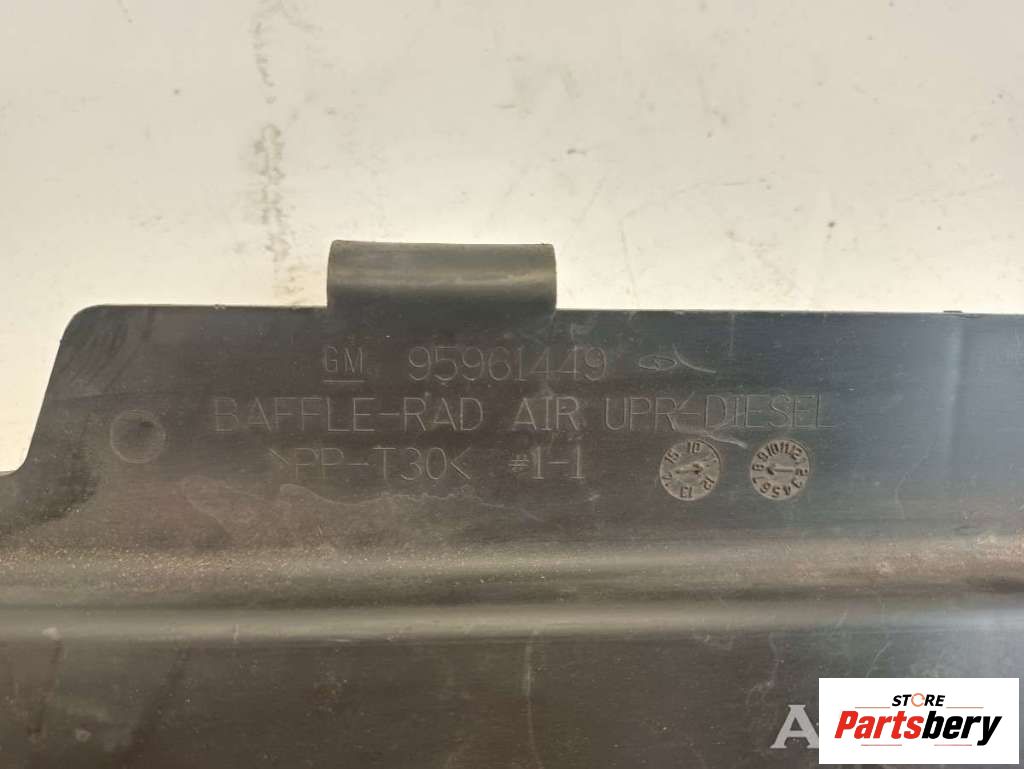 GM 95961449
BAFFLE-RAD AIR UPR-DIESEL
>PP-T30< #1-1
STORE
Partsbery